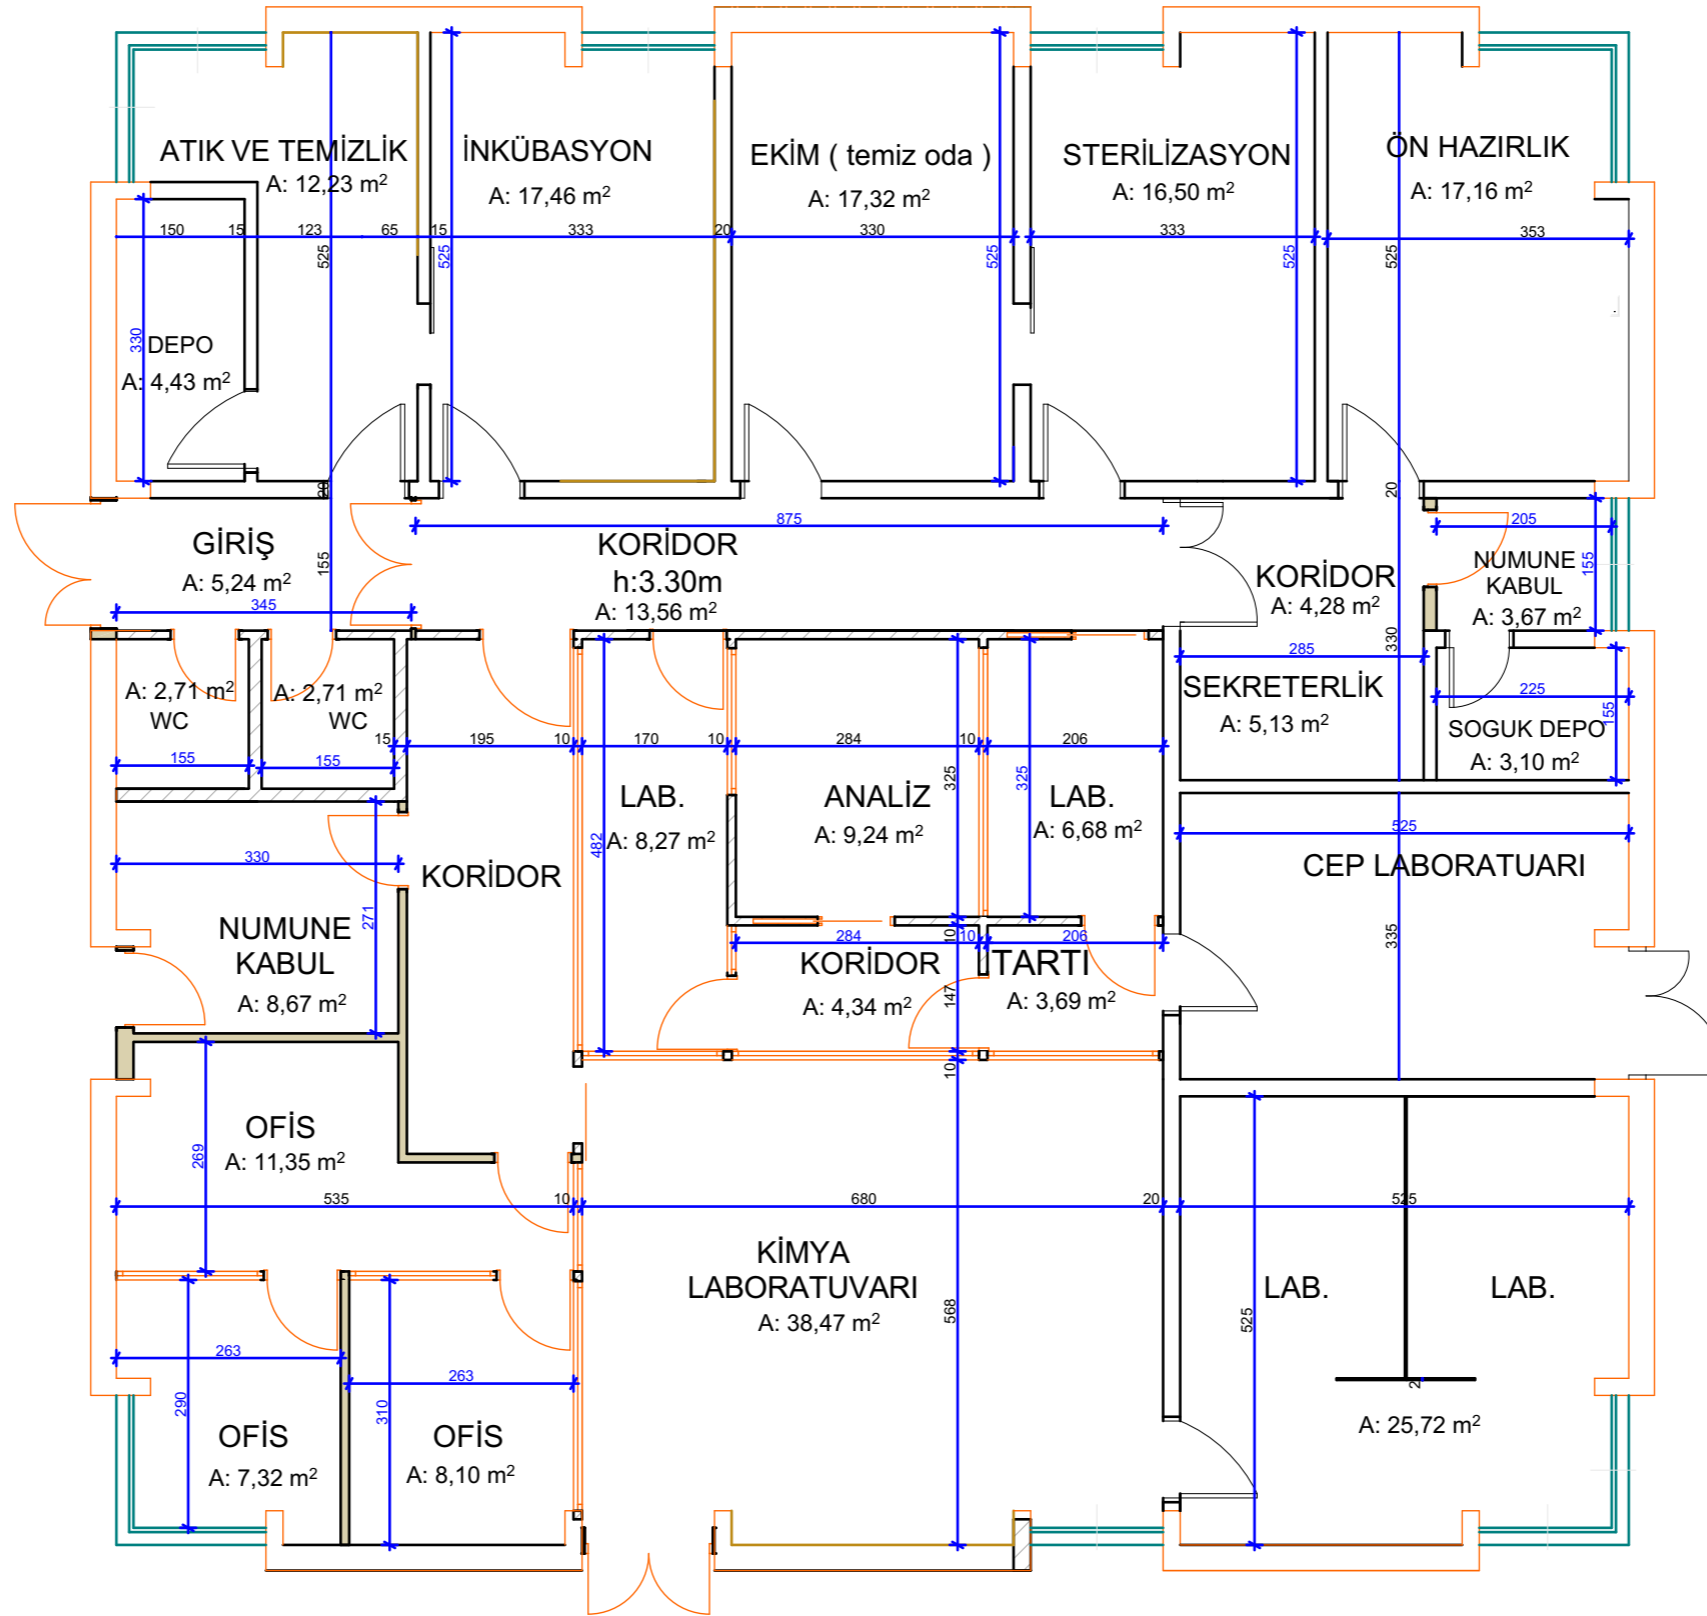 ATIK VE TEMİZLİK
A: 12,23 m²
İNKÜBASYON
A: 17,46 m²
EKİM ( temiz oda )
A: 17,32 m²
STERİLİZASYON
A: 16,50 m²
ÖN HAZIRLIK
A: 17,16 m²
150 15 123 65 15 333 20 330 333 353
525 525 525 525 525
330
DEPO
A: 4,43 m²
20 20
875
205
GİRİŞ
A: 5,24 m²
345
155
KORİDOR
h:3.30m
A: 13,56 m²
KORİDOR
A: 4,28 m²
NUMUNE
KABUL
A: 3,67 m²
155
330
285
A: 2,71 m²
WC
A: 2,71 m²
WC
SEKRETERLİK
A: 5,13 m²
225
155
SOGUK DEPO
A: 3,10 m²
15 195 10 170 10 284 10 206
155 155
325 325
LAB.
A: 8,27 m²
482
ANALİZ
A: 9,24 m²
LAB.
A: 6,68 m²
525
CEP LABORATUARI
335
330
271
KORİDOR
NUMUNE
KABUL
A: 8,67 m²
10
284 10 206
KORİDOR
A: 4,34 m²
147
TARTI
A: 3,69 m²
10
OFİS
A: 11,35 m²
269
535 10 680 20 525
KİMYA
LABORATUVARI
A: 38,47 m²
568
LAB.
LAB.
525
2
A: 25,72 m²
263
263
290
310
OFİS
A: 7,32 m²
OFİS
A: 8,10 m²